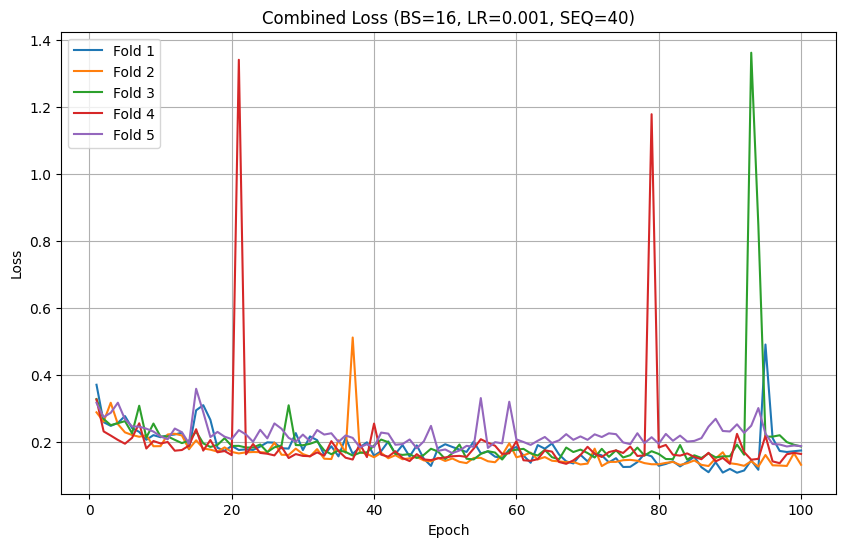 Combined Loss (BS=16, LR=0.001, SEQ=40)
Fold 1
Fold 2
Fold 3
Fold 4
Fold 5
1.4
1.2
1.0
0.8
0.6
0.4
0.2
Loss
0 20 40 60 80 100
Epoch